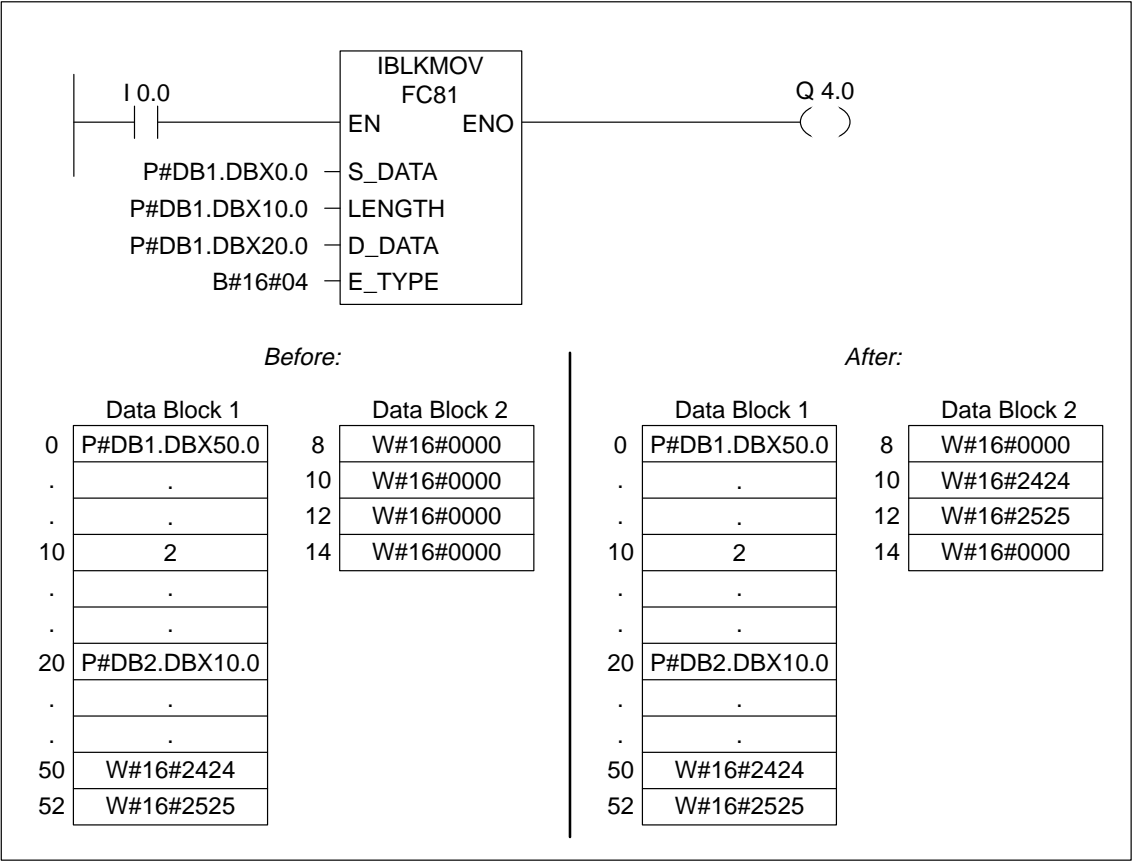 IBLKMOV
I 0.0 FC81 Q 4.0
EN ENO
P#DB1.DBX0.0 S_DATA
P#DB1.DBX10.0 LENGTH
P#DB1.DBX20.0 D_DATA
B#16#04 E_TYPE
Before: After:
Data Block 1 Data Block 2 Data Block 1 Data Block 2
0 P#DB1.DBX50.0 8 W#16#0000 0 P#DB1.DBX50.0 8 W#16#0000
. . 10 W#16#0000 . . 10 W#16#2424
. . 12 W#16#0000 . . 12 W#16#2525
10 2 14 W#16#0000 10 2 14 W#16#0000
. . . .
. . . .
20 P#DB2.DBX10.0 20 P#DB2.DBX10.0
. . . .
. . . .
50 W#16#2424 50 W#16#2424
52 W#16#2525 52 W#16#2525